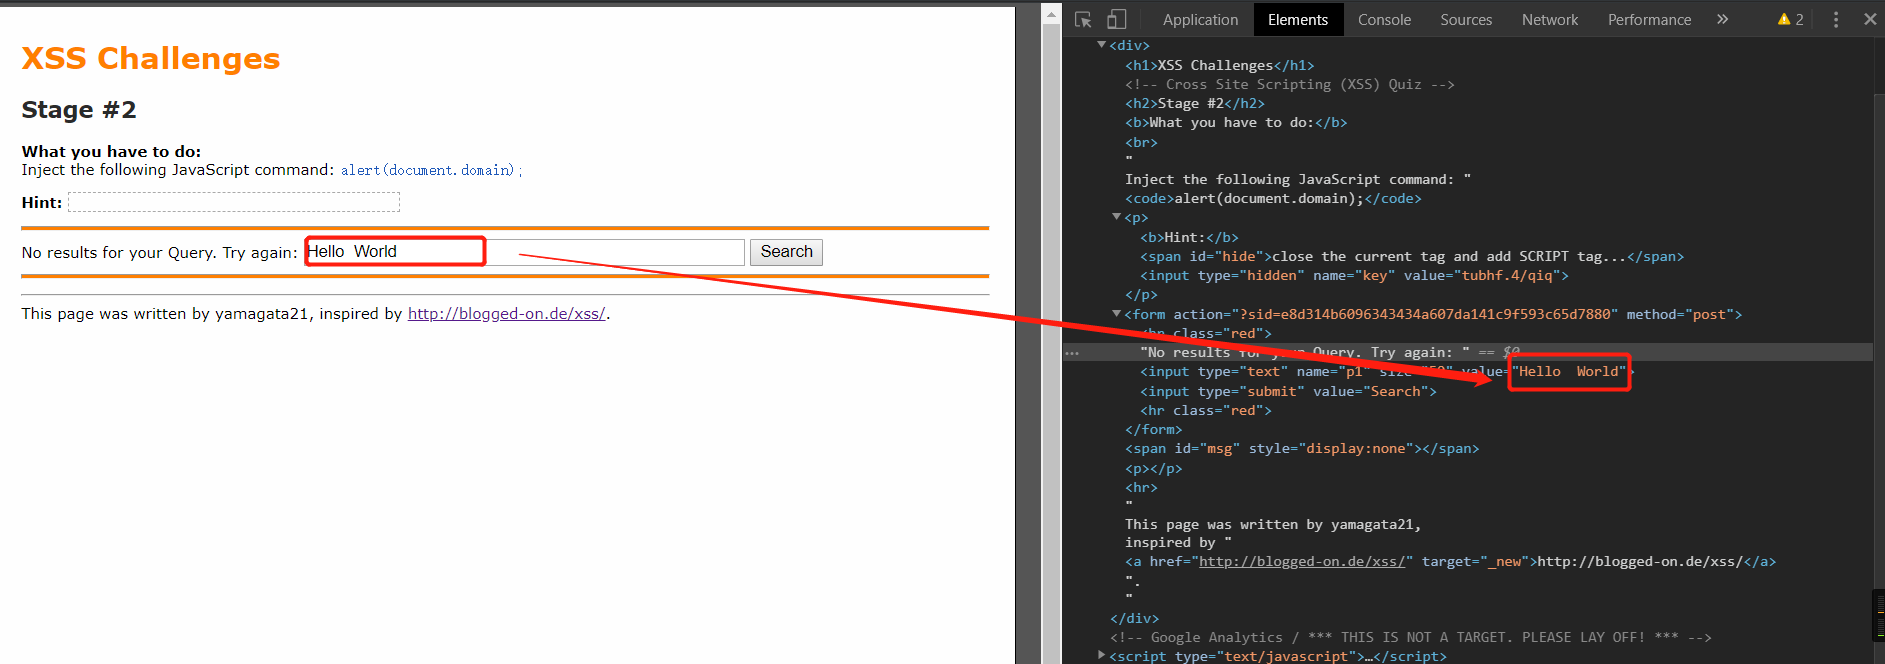 XSS Challenges
Stage #2
What you have to do:
Inject the following JavaScript command: alert(document.domain);
Hint:
No results for your Query. Try again: Hello  World Search
This page was written by yamagata21, inspired by http://blogged-on.de/xss/.
Application Elements Console Sources Network Performance » 2
<div>
<h1>XSS Challenges</h1>
<!-- Cross Site Scripting (XSS) Quiz -->
<h2>Stage #2</h2>
<b>What you have to do:</b>
<br>
"
Inject the following JavaScript command: "
<code>alert(document.domain);</code>
<p>
<b>Hint:</b>
<span id="hide">close the current tag and add SCRIPT tag...</span>
<input type="hidden" name="key" value="tubhf.4/qiq">
</p>
<form action="?sid=e8d314b6096343434a607da141c9f593c65d7880" method="post">
<hr class="red">
"No results for your Query. Try again: " == $0
<input type="text" name="p1" size="50" value="Hello  World">
<input type="submit" value="Search">
<hr class="red">
</form>
<span id="msg" style="display:none"></span>
<p></p>
<hr>
"
This page was written by yamagata21,
inspired by "
<a href="http://blogged-on.de/xss/" target="_new">http://blogged-on.de/xss/</a>
".
"
</div>
<!-- Google Analytics / *** THIS IS NOT A TARGET. PLEASE LAY OFF! *** -->
<script type="text/javascript">…</script>